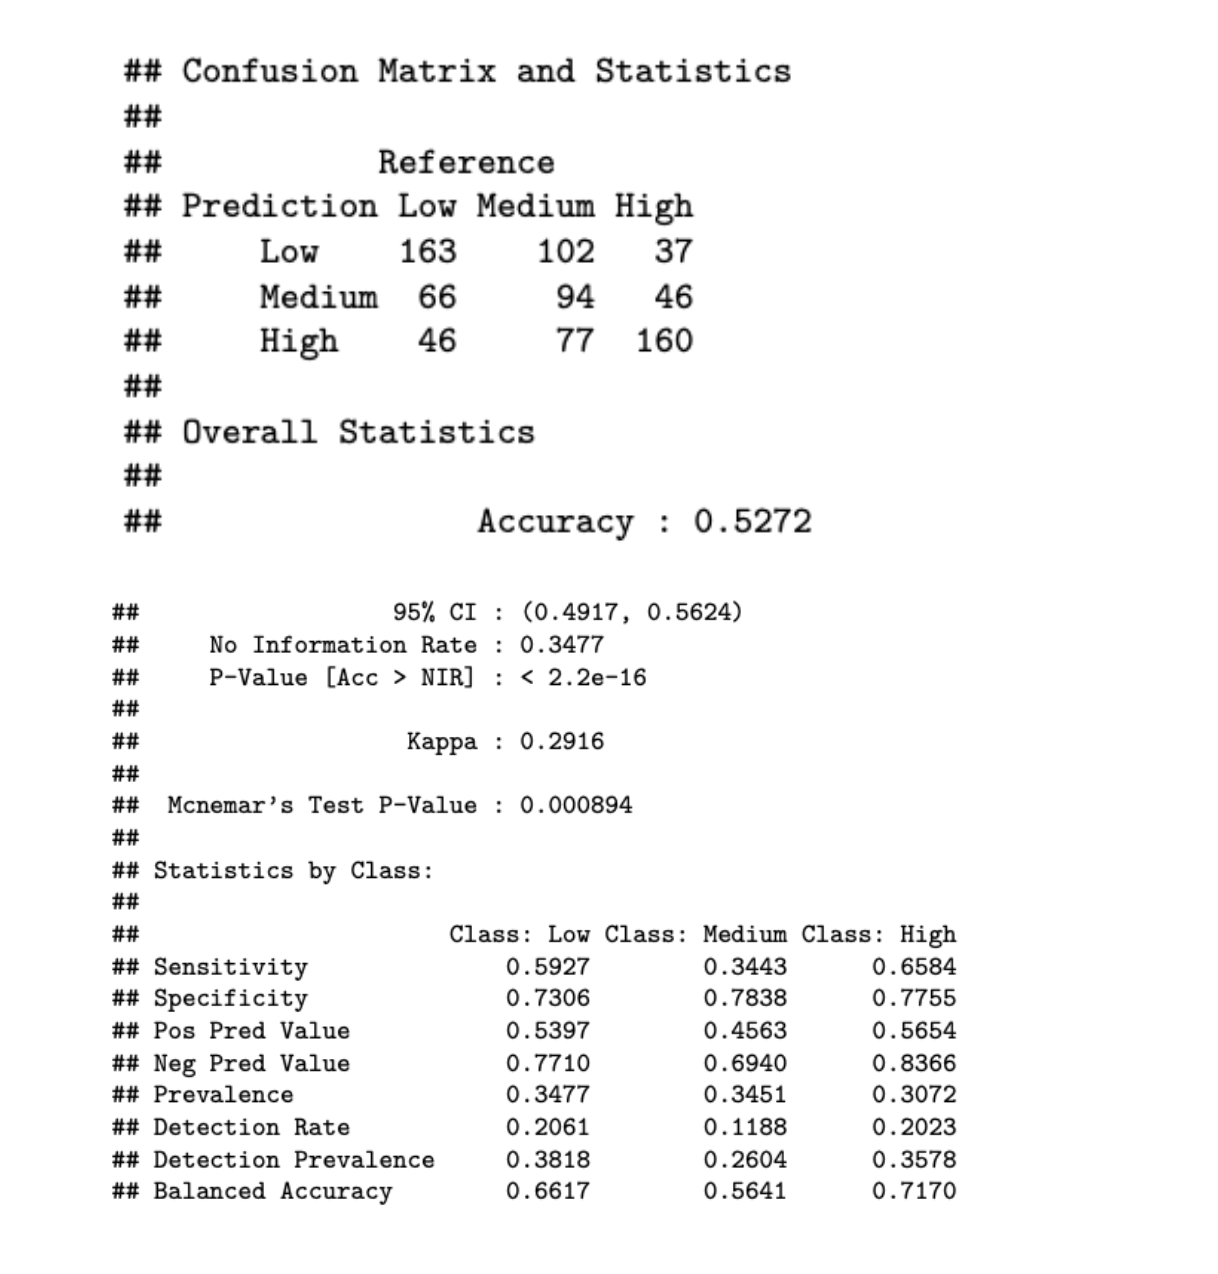 ## Confusion Matrix and Statistics
##
##           Reference
## Prediction Low Medium High
##     Low    163    102   37
##     Medium  66     94   46
##     High    46     77  160
##
## Overall Statistics
##
##                Accuracy : 0.5272
##                  95% CI : (0.4917, 0.5624)
##     No Information Rate : 0.3477
##     P-Value [Acc > NIR] : < 2.2e-16
##
##                   Kappa : 0.2916
##
##  Mcnemar's Test P-Value : 0.000894
##
## Statistics by Class:
##
##                      Class: Low Class: Medium Class: High
## Sensitivity              0.5927        0.3443      0.6584
## Specificity              0.7306        0.7838      0.7755
## Pos Pred Value           0.5397        0.4563      0.5654
## Neg Pred Value           0.7710        0.6940      0.8366
## Prevalence               0.3477        0.3451      0.3072
## Detection Rate           0.2061        0.1188      0.2023
## Detection Prevalence     0.3818        0.2604      0.3578
## Balanced Accuracy        0.6617        0.5641      0.7170